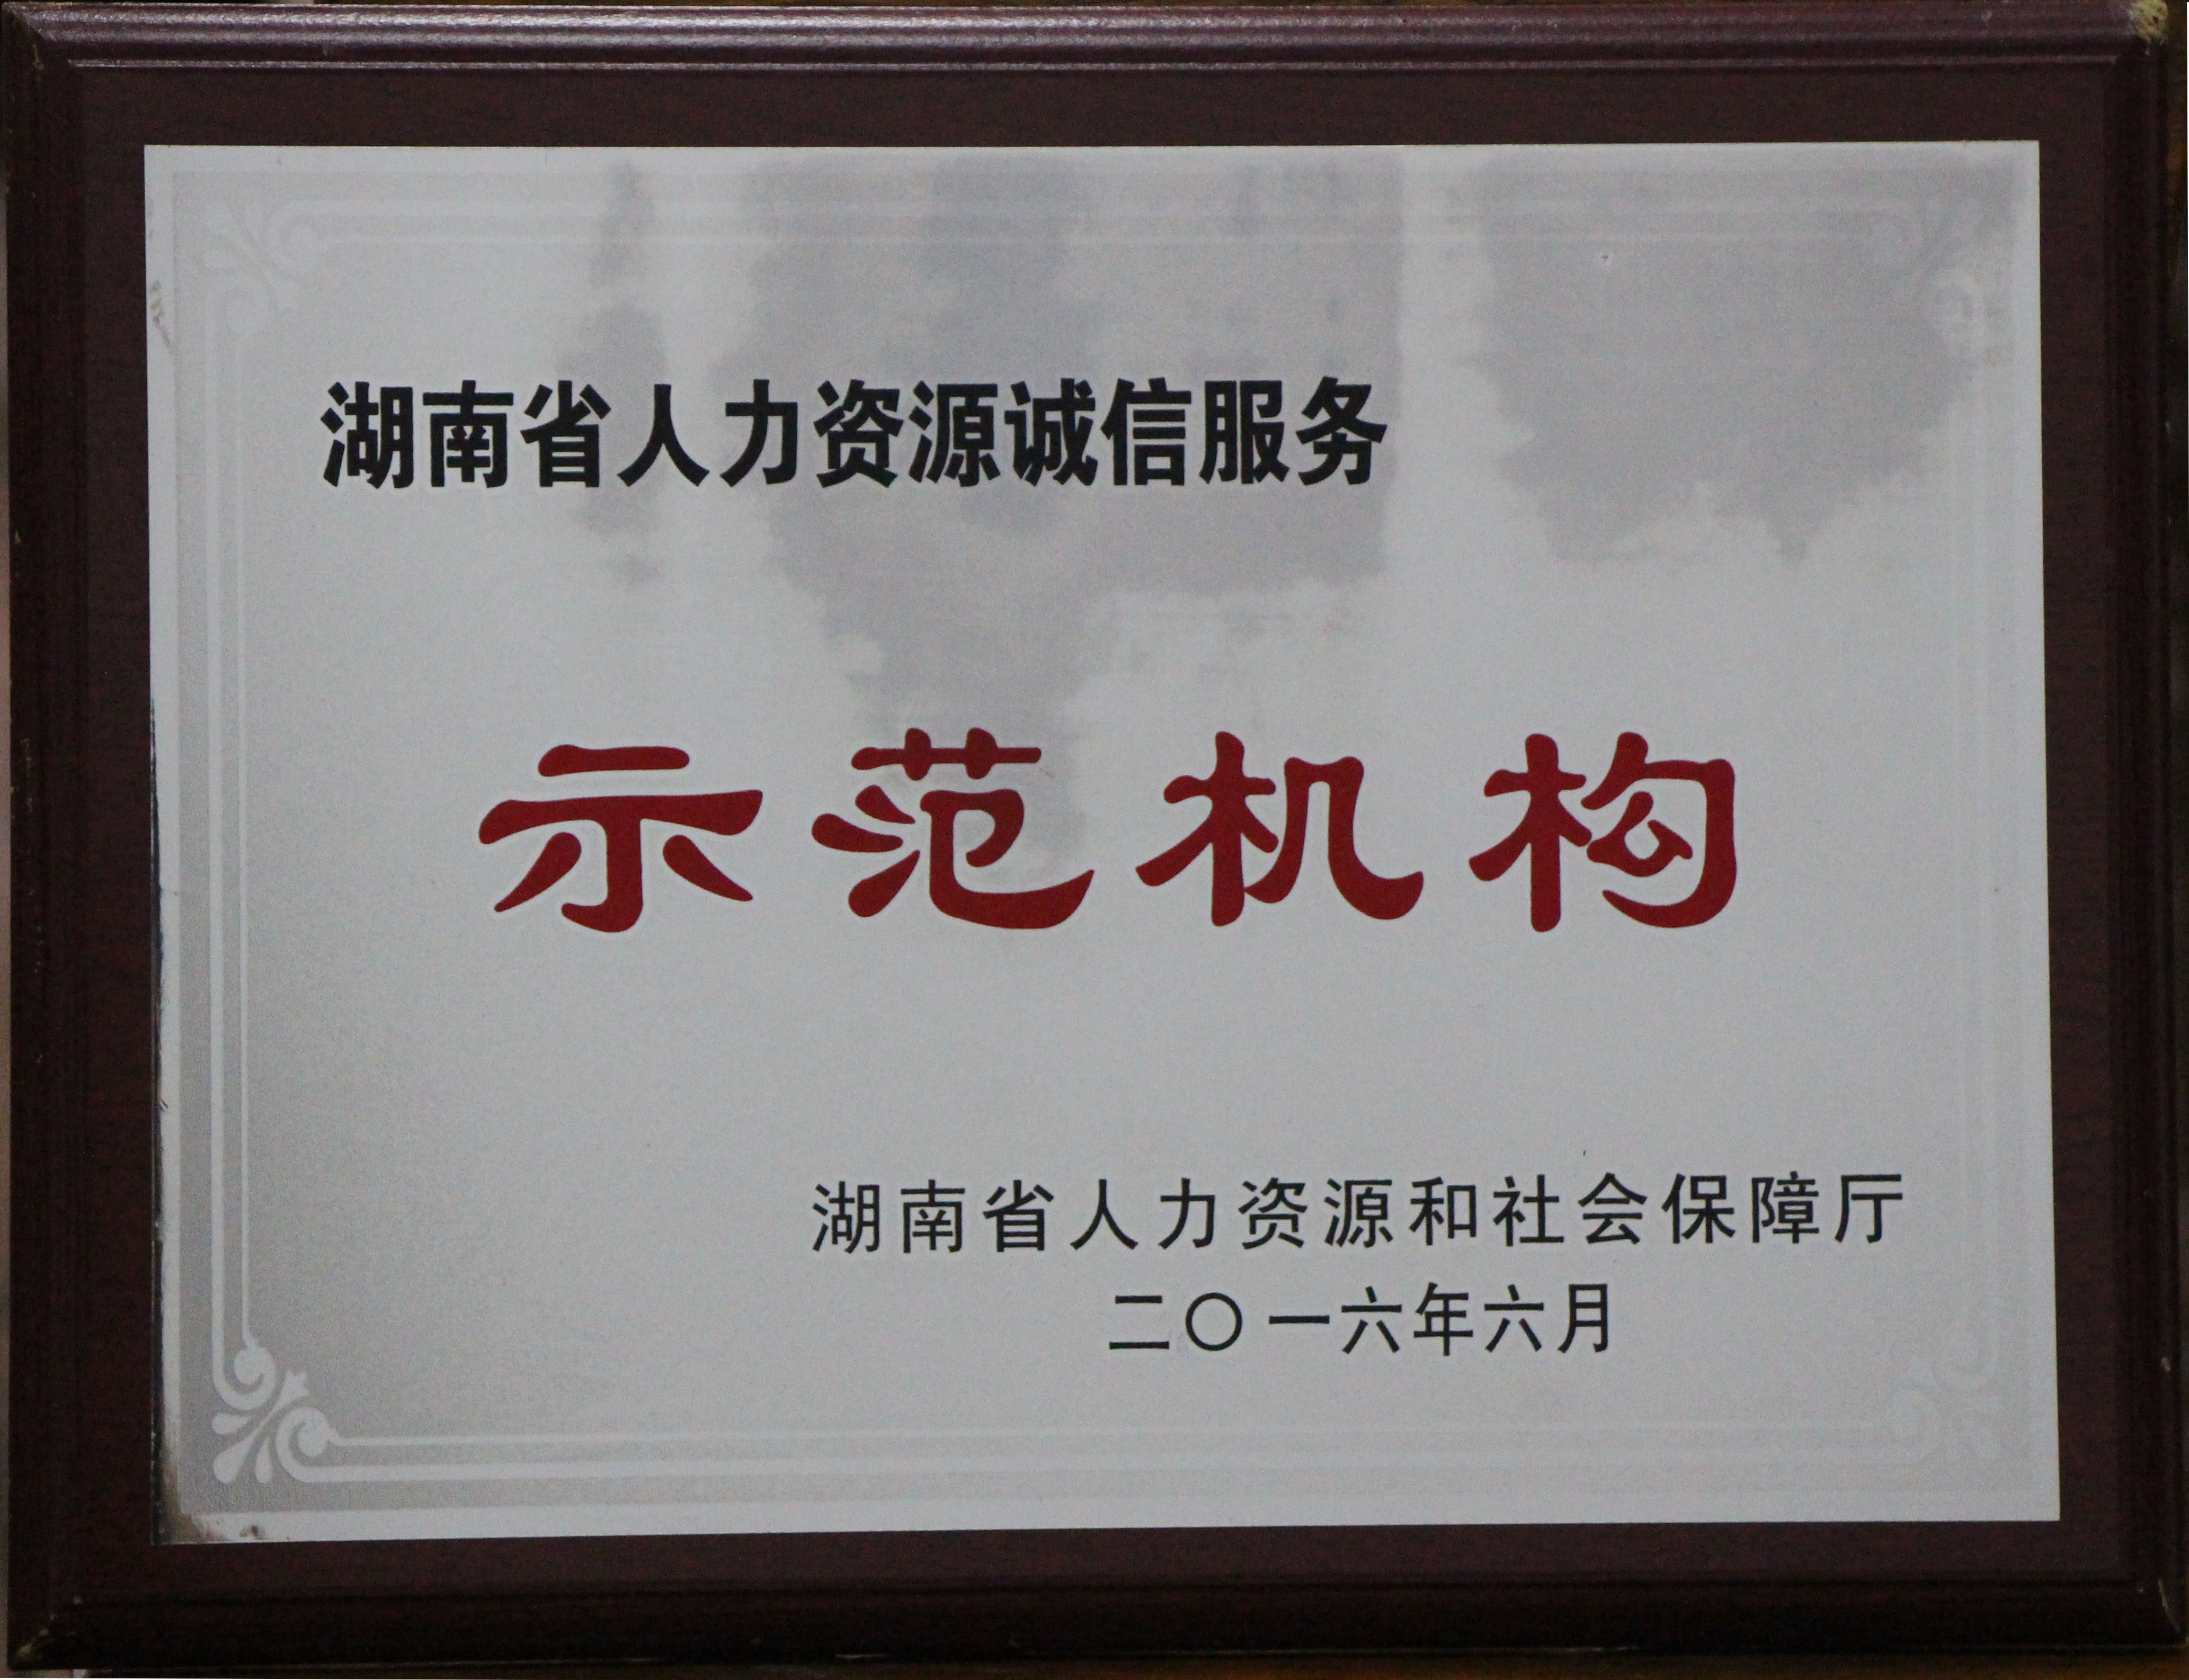 湖南省人力资源诚信服务
示范机构
湖南省人力资源和社会保障厅
二〇一六年六月